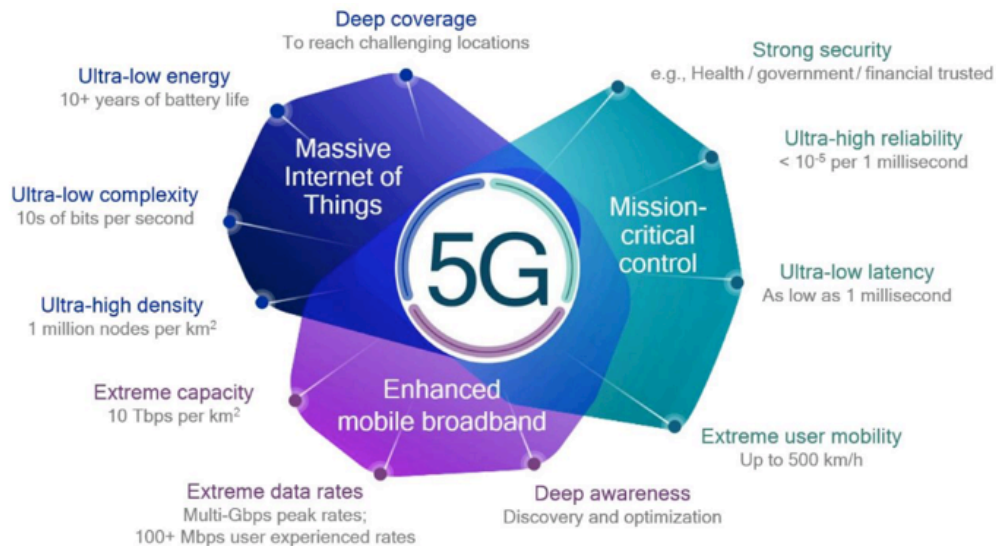 Deep coverage
To reach challenging locations
Ultra-low energy
10+ years of battery life
Ultra-low complexity
10s of bits per second
Ultra-high density
1 million nodes per km²
Massive
Internet of
Things
5G
Strong security
e.g., Health / government / financial trusted
Ultra-high reliability
< 10⁻⁵ per 1 millisecond
Ultra-low latency
As low as 1 millisecond
Extreme user mobility
Up to 500 km/h
Mission-
critical
control
Extreme capacity
10 Tbps per km²
Extreme data rates
Multi-Gbps peak rates;
100+ Mbps user experienced rates
Deep awareness
Discovery and optimization
Enhanced
mobile broadband